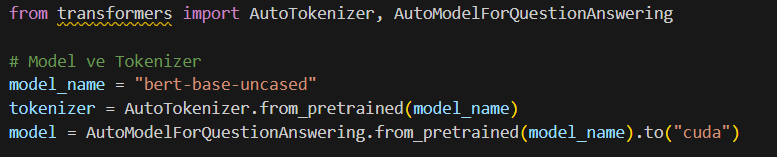 from transformers import AutoTokenizer, AutoModelForQuestionAnswering
# Model ve Tokenizer
model_name = "bert-base-uncased"
tokenizer = AutoTokenizer.from_pretrained(model_name)
model = AutoModelForQuestionAnswering.from_pretrained(model_name).to("cuda")